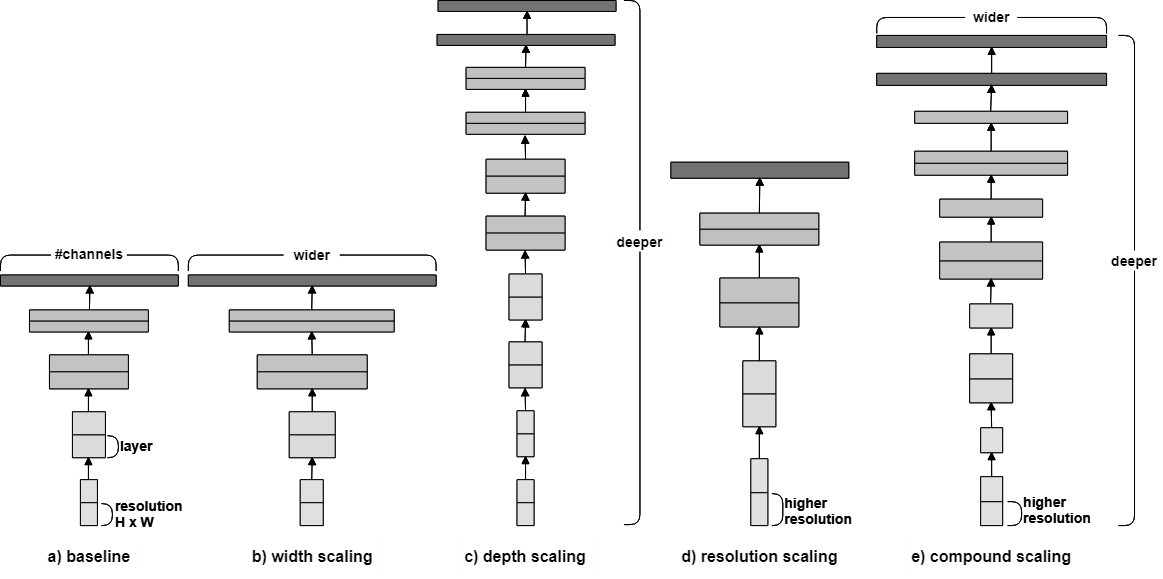 wider
#channels
wider
deeper
deeper
layer
resolution
H x W
higher
resolution
higher
resolution
a) baseline
b) width scaling
c) depth scaling
d) resolution scaling
e) compound scaling